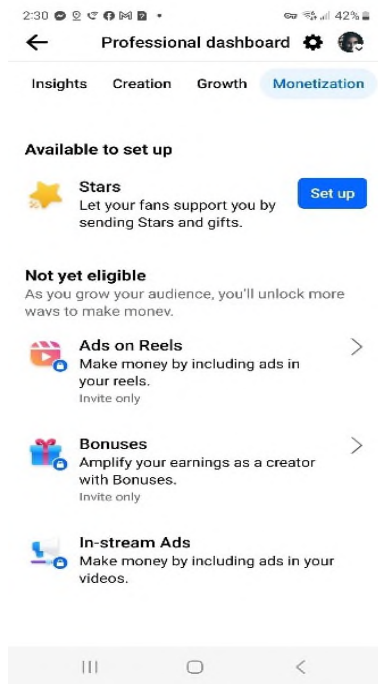 2:30 42%
Professional dashboard
Insights Creation Growth Monetization
Available to set up
Stars
Let your fans support you by
sending Stars and gifts.
Set up
Not yet eligible
As you grow your audience, you'll unlock more
ways to make money.
Ads on Reels
Make money by including ads in
your reels.
Invite only
Bonuses
Amplify your earnings as a creator
with Bonuses.
Invite only
In-stream Ads
Make money by including ads in your
videos.